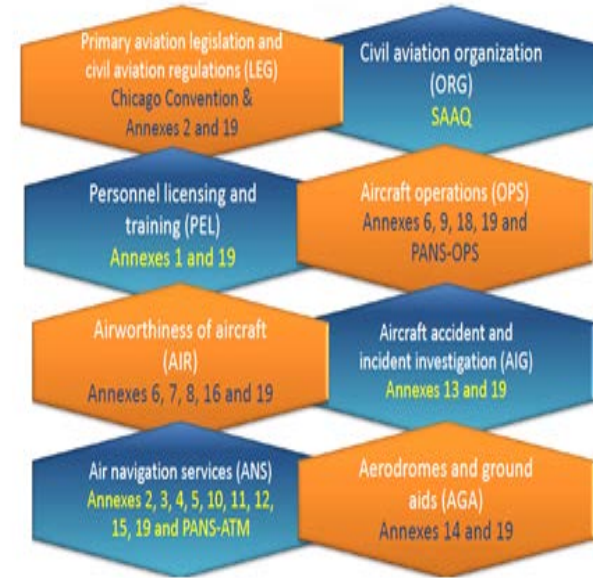 Primary aviation legislation and
civil aviation regulations (LEG)
Chicago Convention &
Annexes 2 and 19
Civil aviation organization
(ORG)
SAAQ
Personnel licensing and
training (PEL)
Annexes 1 and 19
Aircraft operations (OPS)
Annexes 6, 9, 18, 19 and
PANS-OPS
Airworthiness of aircraft
(AIR)
Annexes 6, 7, 8, 16 and 19
Aircraft accident and
incident investigation (AIG)
Annexes 13 and 19
Air navigation services (ANS)
Annexes 2, 3, 4, 5, 10, 11, 12,
15, 19 and PANS-ATM
Aerodromes and ground
aids (AGA)
Annexes 14 and 19